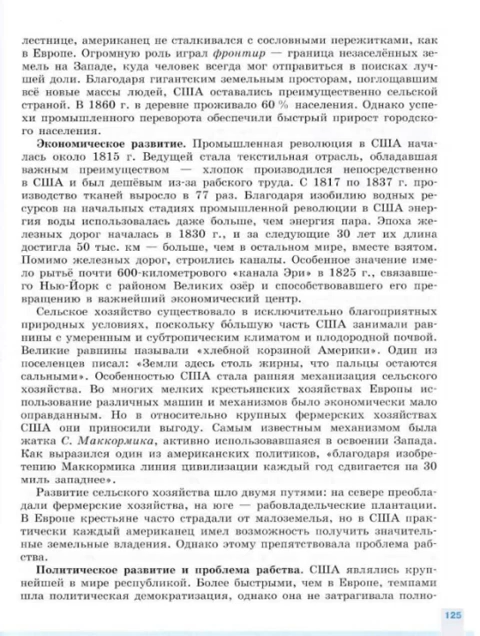 лестнице, американец не сталкивался с сословными пережитками, как
в Европе. Огромную роль играл фронтир — граница незаселённых зе-
мель на Западе, куда человек всегда мог отправиться в поисках луч-
шей доли. Благодаря гигантским земельным просторам, поглощавшим
всё новые массы людей, США оставались преимущественно сельской
страной. В 1860 г. в деревне проживало 60 % населения. Однако успе-
хи промышленного переворота обеспечили быстрый прирост городско-
го населения.
Экономическое развитие. Промышленная революция в США нача-
лась около 1815 г. Ведущей стала текстильная отрасль, обладавшая
важным преимуществом — хлопок производился непосредственно
в США и был дешёвым из-за рабского труда. С 1817 по 1837 г. про-
изводство тканей выросло в 77 раз. Благодаря изобилию водных ре-
сурсов на начальных стадиях промышленной революции в США энер-
гия воды использовалась даже больше, чем энергия пара. Эпоха же-
лезных дорог началась в 1830 г., и за следующие 30 лет их длина
достигла 50 тыс. км — больше, чем в остальном мире, вместе взятом.
Помимо железных дорог, строились каналы. Особенное значение име-
ло рытьё почти 600-километрового «канала Эри» в 1825 г., связавше-
го Нью-Йорк с районом Великих озёр и способствовавшего его пре-
вращению в важнейший экономический центр.
Сельское хозяйство существовало в исключительно благоприятных
природных условиях, поскольку бо́льшую часть США занимали рав-
нины с умеренным и субтропическим климатом и плодородной почвой.
Великие равнины называли «хлебной корзиной Америки». Один из
поселенцев писал: «Земли здесь столь жирны, что пальцы остаются
сальными». Особенностью США стала ранняя механизация сельского
хозяйства. Во многих мелких крестьянских хозяйствах Европы ис-
пользование различных машин и механизмов было экономически мало
оправданным. Но в относительно крупных фермерских хозяйствах
США они приносили выгоду. Самым известным механизмом была
жатка С. Маккормика, активно использовавшаяся в освоении Запада.
Как выразился один из американских политиков, «благодаря изобре-
тению Маккормика линия цивилизации каждый год сдвигается на 30
миль западнее».
Развитие сельского хозяйства шло двумя путями: на севере преобла-
дали фермерские хозяйства, на юге — рабовладельческие плантации.
В Европе крестьяне часто страдали от малоземелья, но в США прак-
тически каждый американец имел возможность получить значитель-
ные земельные владения. Однако этому препятствовала проблема раб-
ства.
Политическое развитие и проблема рабства. США являлись круп-
нейшей в мире республикой. Более быстрыми, чем в Европе, темпами
шла политическая демократизация, однако она не затрагивала полно-
125